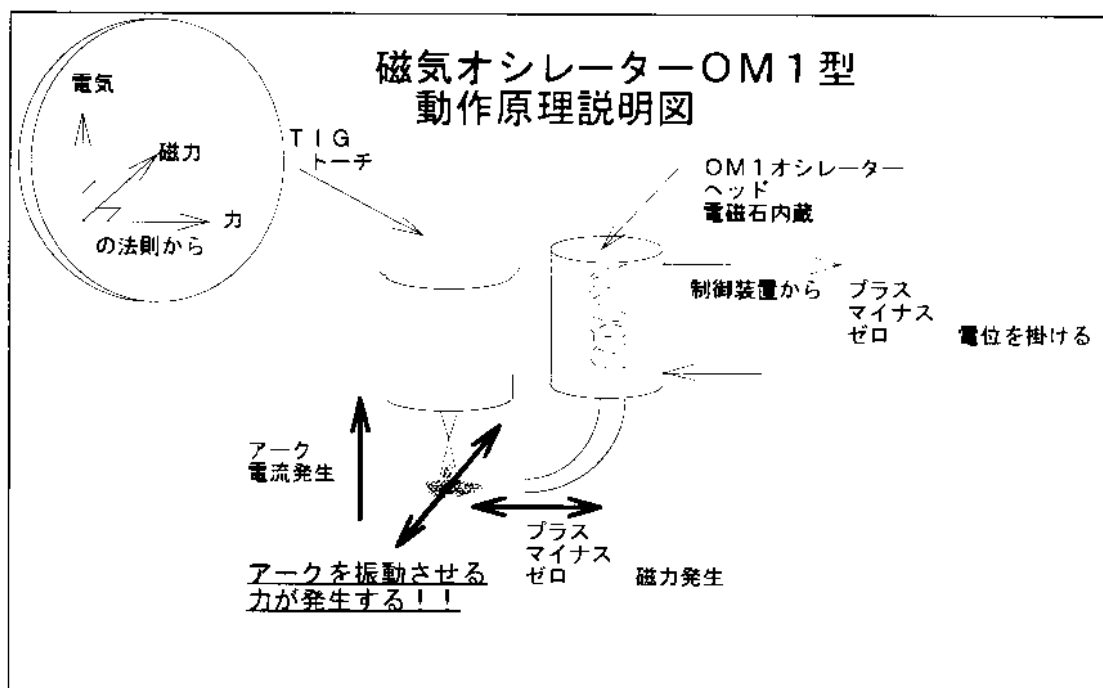 磁気オシレーターOM1型
動作原理説明図
電気
磁力
力
の法則から
TIG
トーチ
OM1オシレーター
ヘッド
電磁石内蔵
制御装置から
プラス
マイナス
ゼロ 電位を掛ける
アーク
電流発生
プラス
マイナス
ゼロ 磁力発生
アークを振動させる
力が発生する!!